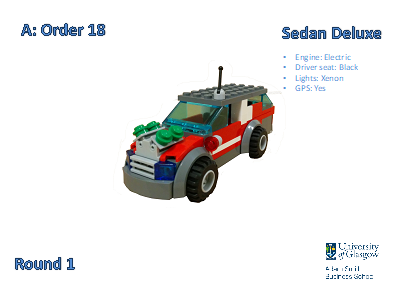 A: Order 18
Sedan Deluxe
• Engine: Electric
• Driver seat: Black
• Lights: Xenon
• GPS: Yes
Round 1
University
of Glasgow
Adam Smith
Business School